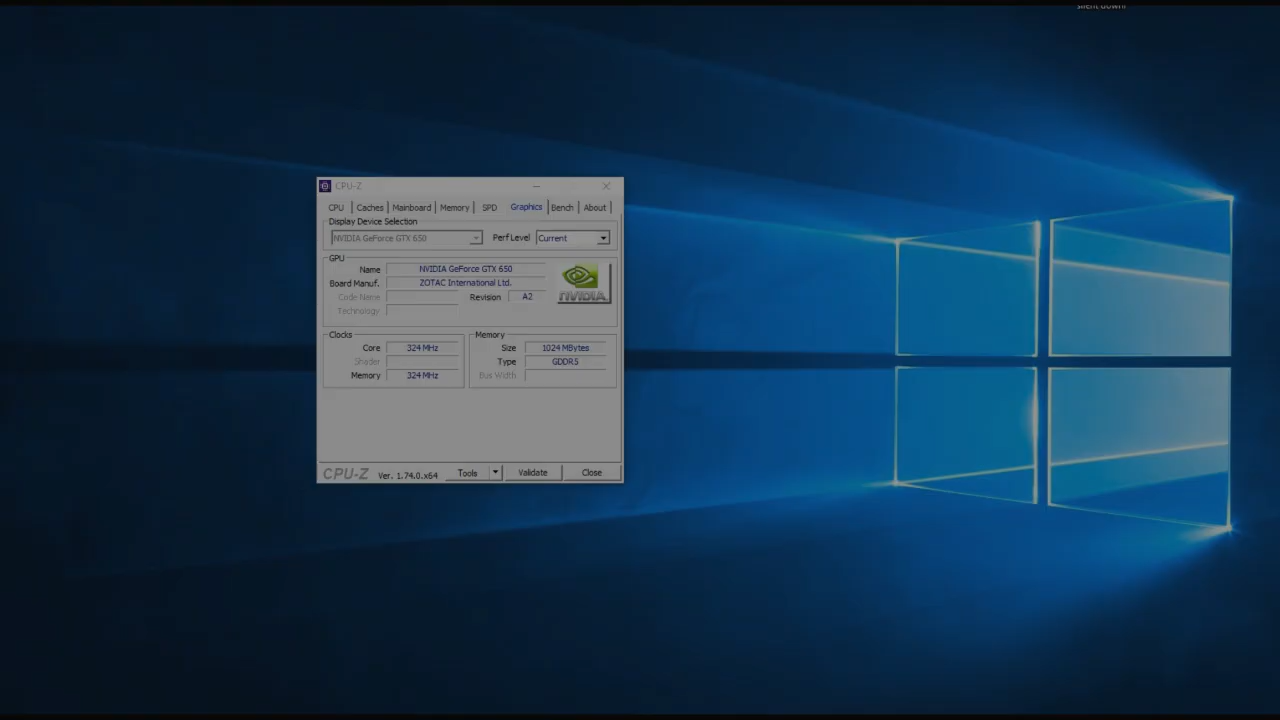 CPU-Z
CPU Caches Mainboard Memory SPD Graphics Bench About
Display Device Selection
NVIDIA GeForce GTX 650 Perf Level Current
GPU
Name NVIDIA GeForce GTX 650
Board Manuf. ZOTAC International Ltd.
Code Name Revision A2
Technology
nVIDIA.
Clocks
Core 324 MHz
Shader
Memory 324 MHz
Memory
Size 1024 MBytes
Type GDDR5
Bus Width
CPU-Z Ver. 1.74.0.x64 Tools Validate Close